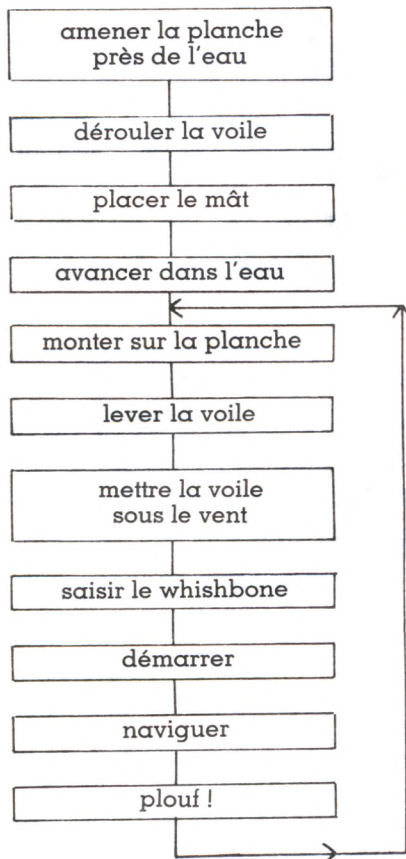 amener la planche
près de l'eau
dérouler la voile
placer le mât
avancer dans l'eau
monter sur la planche
lever la voile
mettre la voile
sous le vent
saisir le whishbone
démarrer
naviguer
plouf !